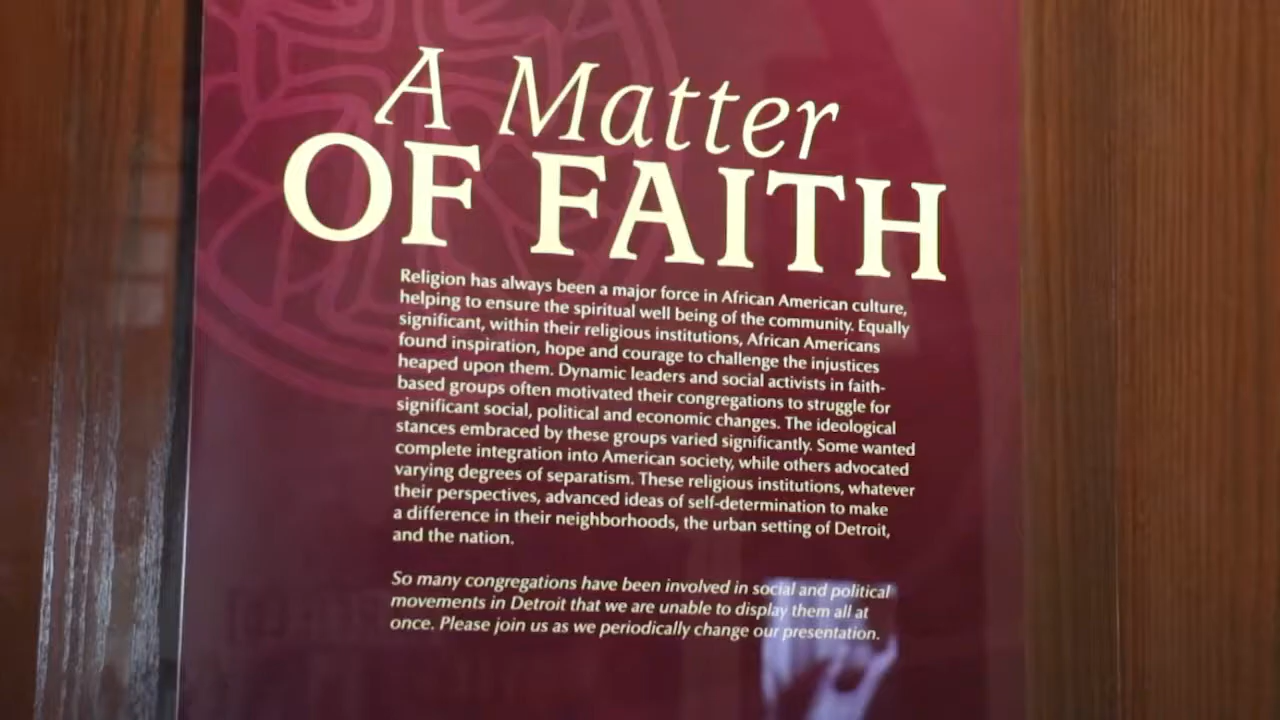 A Matter
OF FAITH
Religion has always been a major force in African American culture,
helping to ensure the spiritual well being of the community. Equally
significant, within their religious institutions, African Americans
found inspiration, hope and courage to challenge the injustices
heaped upon them. Dynamic leaders and social activists in faith-
based groups often motivated their congregations to struggle for
significant social, political and economic changes. The ideological
stances embraced by these groups varied significantly. Some wanted
complete integration into American society, while others advocated
varying degrees of separatism. These religious institutions, whatever
their perspectives, advanced ideas of self-determination to make
a difference in their neighborhoods, the urban setting of Detroit,
and the nation.
So many congregations have been involved in social and political
movements in Detroit that we are unable to display them all at
once. Please join us as we periodically change our presentation.